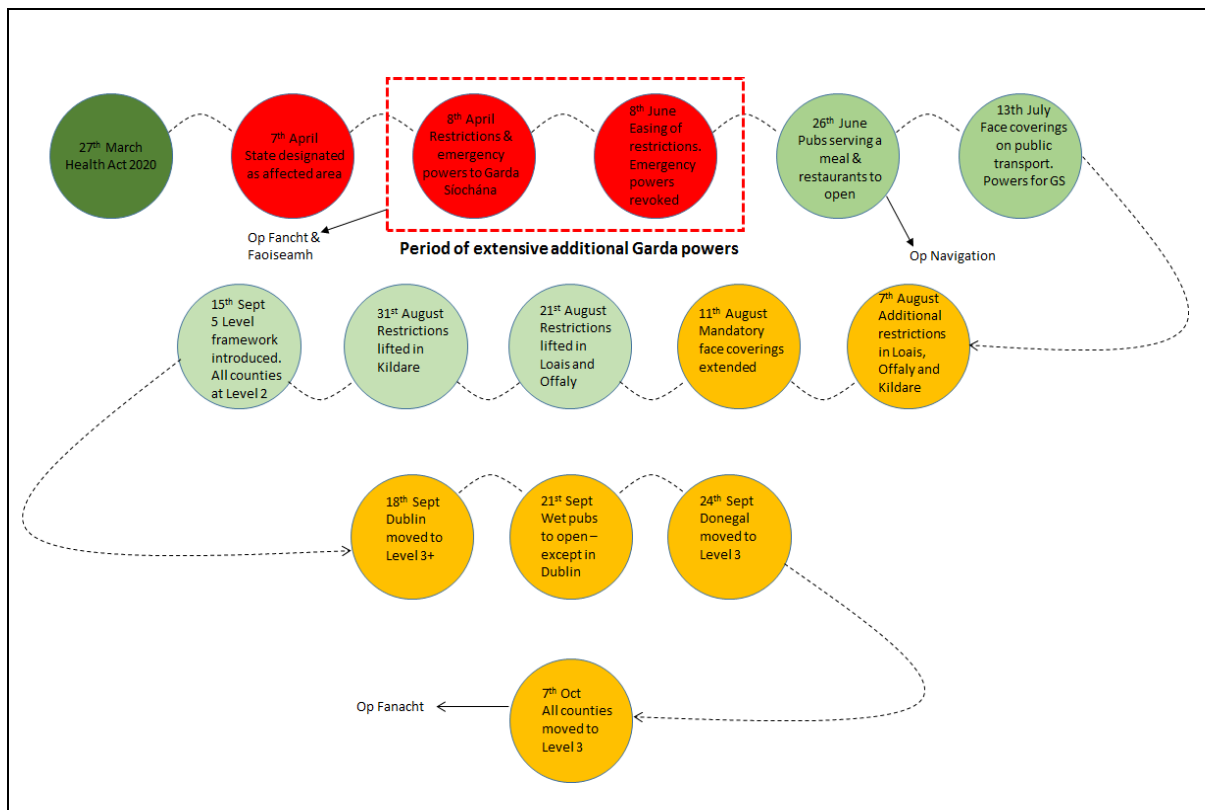 27th March
Health Act 2020
7th April
State designated
as affected area
8th April
Restrictions &
emergency
powers to Garda
Síochána
8th June
Easing of
restrictions.
Emergency
powers
revoked
26th June
Pubs serving a
meal &
restaurants to
open
13th July
Face coverings
on public
transport.
Powers for GS
Op Fancht &
Faoiseamh
Period of extensive additional Garda powers
Op Navigation
7th August
Additional
restrictions
in Loais,
Offaly and
Kildare
11th August
Mandatory
face coverings
extended
21st August
Restrictions
lifted in
Loais and
Offaly
31st August
Restrictions
lifted in
Kildare
15th Sept
5 Level
framework
introduced.
All counties
at Level 2
18th Sept
Dublin
moved to
Level 3+
21st Sept
Wet pubs
to open –
except in
Dublin
24th Sept
Donegal
moved to
Level 3
7th Oct
All counties
moved to
Level 3
Op Fanacht